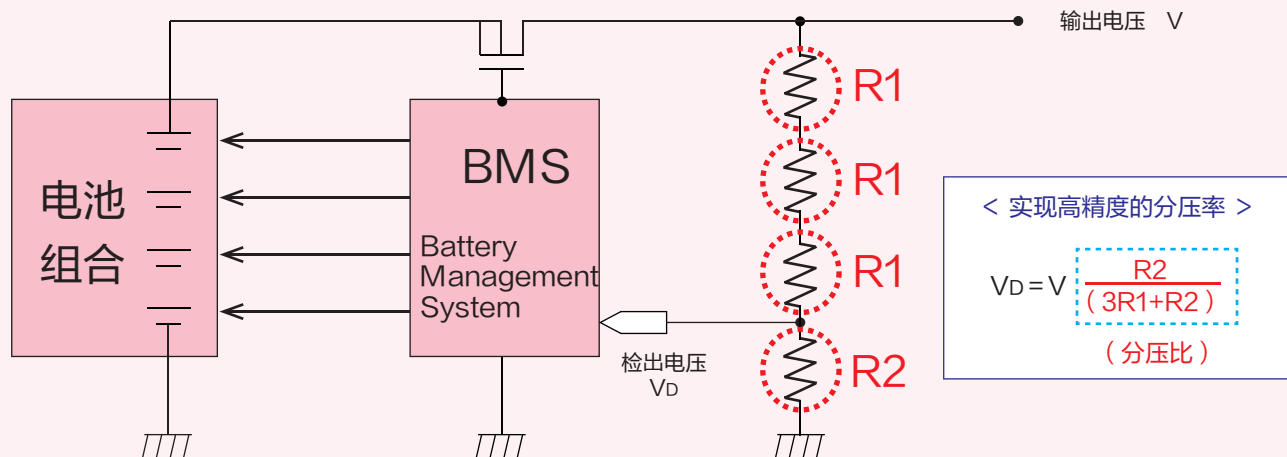 输出电压 V
R1
R1
R1
R2
电池
组合
BMS
Battery
Management
System
检出电压
VD
< 实现高精度的分压率 >
VD=V R2
(3R1+R2)
(分压比)